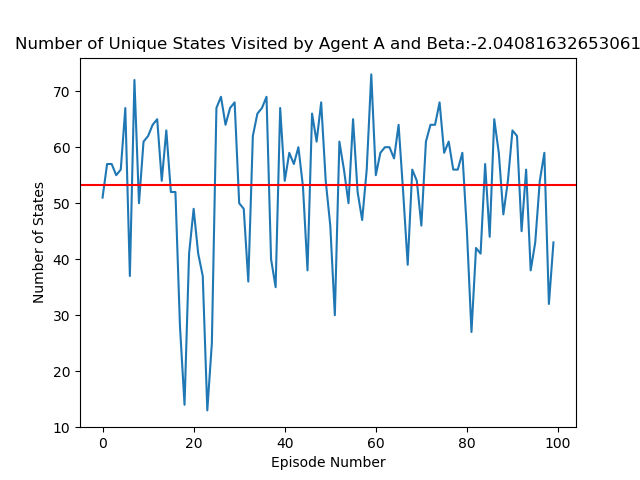 Number of Unique States Visited by Agent A and Beta:-2.04081632653061
70
60
50
40
30
20
10
Number of States
0 20 40 60 80 100
Episode Number